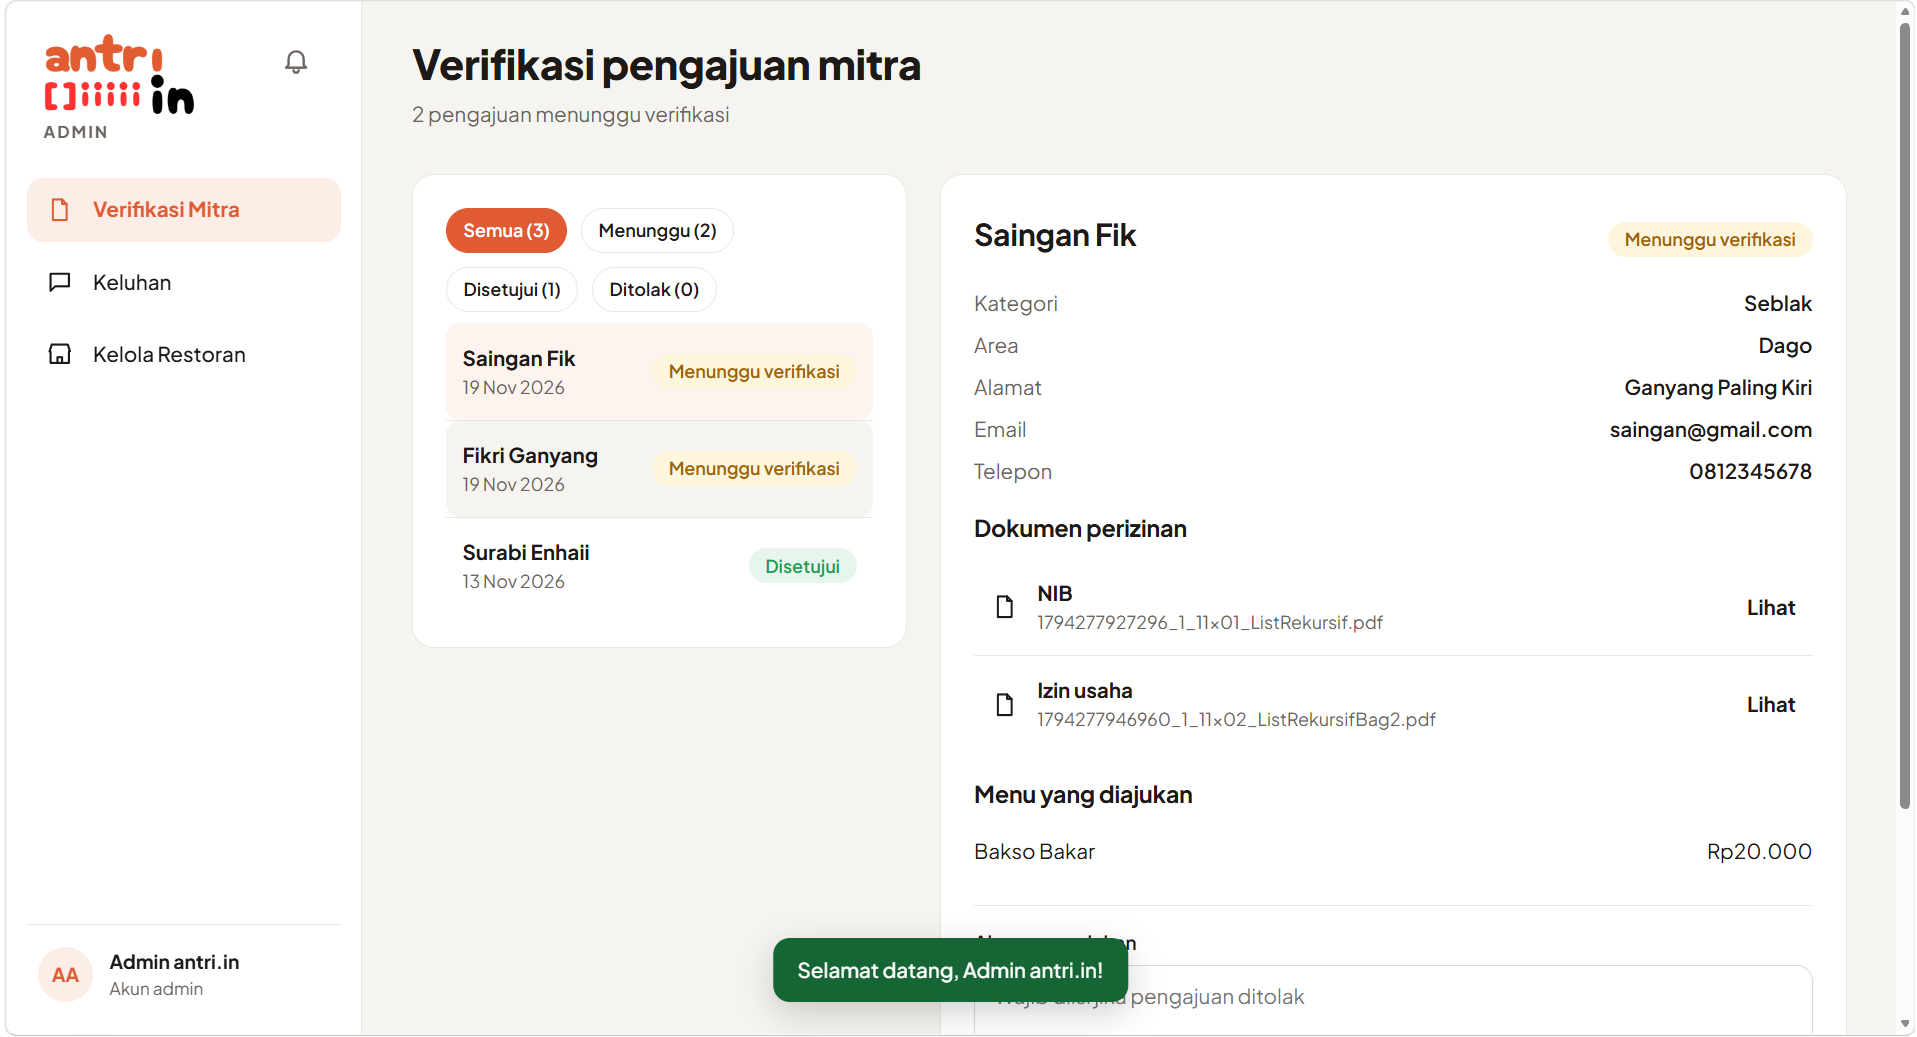 antri
[]iiiii in
ADMIN
Verifikasi Mitra
Keluhan
Kelola Restoran
AA
Admin antri.in
Akun admin
Verifikasi pengajuan mitra
2 pengajuan menunggu verifikasi
Semua (3)
Menunggu (2)
Disetujui (1)
Ditolak (0)
Saingan Fik
19 Nov 2026
Menunggu verifikasi
Fikri Ganyang
19 Nov 2026
Menunggu verifikasi
Surabi Enhaii
13 Nov 2026
Disetujui
Saingan Fik
Menunggu verifikasi
Kategori Seblak
Area Dago
Alamat Ganyang Paling Kiri
Email saingan@gmail.com
Telepon 0812345678
Dokumen perizinan
NIB
1794277927296_1_11x01_ListRekursif.pdf
Lihat
Izin usaha
1794277946960_1_11x02_ListRekursifBag2.pdf
Lihat
Menu yang diajukan
Bakso Bakar Rp20.000
pengajuan ditolak
Selamat datang, Admin antri.in!